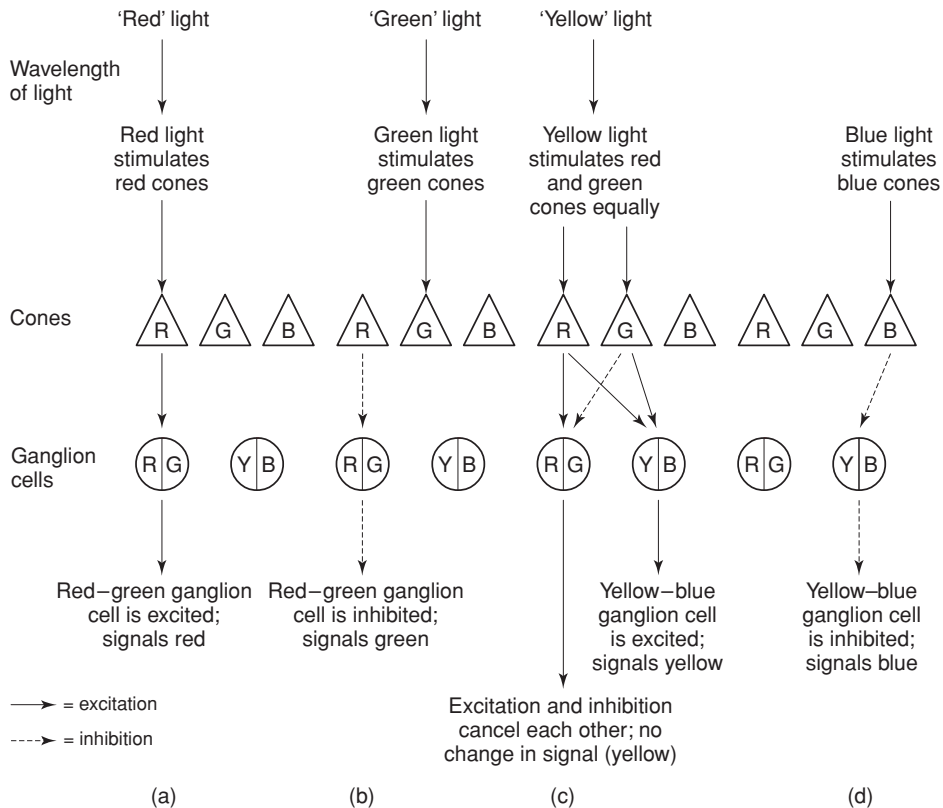 ‘Red’ light
‘Green’ light
‘Yellow’ light
Wavelength
of light
Red light
stimulates
red cones
Green light
stimulates
green cones
Yellow light
stimulates red
and green
cones equally
Blue light
stimulates
blue cones
Cones
R G B R G B R G B R G B
Ganglion
cells
R G Y B R G Y B R G Y B R G Y B
Red–green ganglion
cell is excited;
signals red
Red–green ganglion
cell is inhibited;
signals green
Yellow–blue
ganglion cell
is excited;
signals yellow
Yellow–blue
ganglion cell
is inhibited;
signals blue
Excitation and inhibition
cancel each other; no
change in signal (yellow)
= excitation
= inhibition
(a) (b) (c) (d)